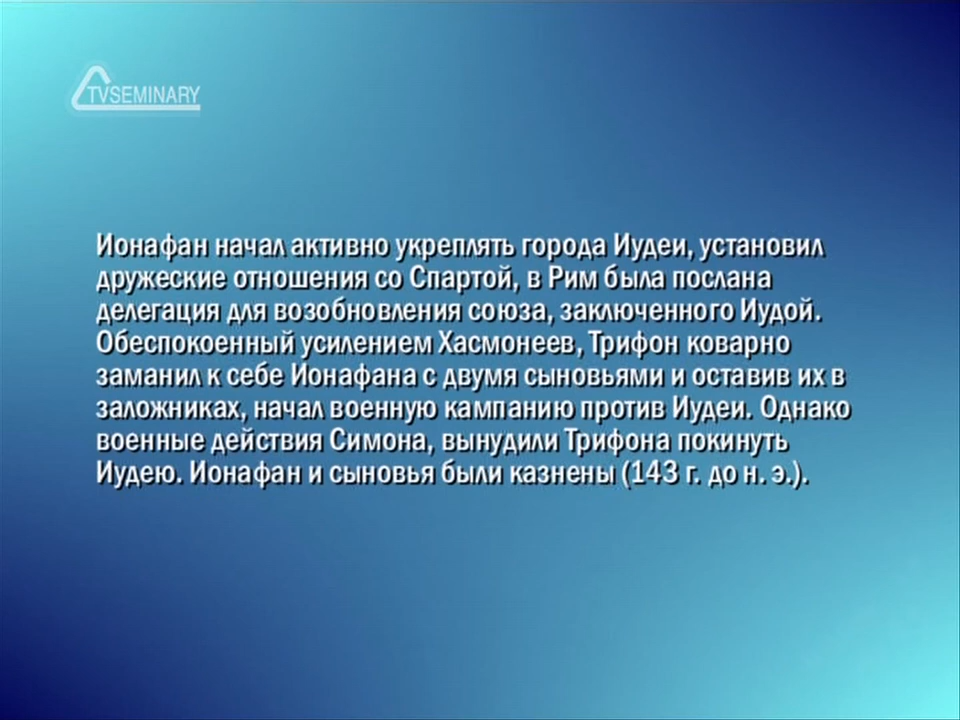 TVSEMINARY
Ионафан начал активно укреплять города Иудеи, установил
дружеские отношения со Спартой, в Рим была послана
делегация для возобновления союза, заключенного Иудой.
Обеспокоенный усилением Хасмонеев, Трифон коварно
заманил к себе Ионафана с двумя сыновьями и оставив их в
заложниках, начал военную кампанию против Иудеи. Однако
военные действия Симона, вынудили Трифона покинуть
Иудею. Ионафан и сыновья были казнены (143 г. до н. э.).